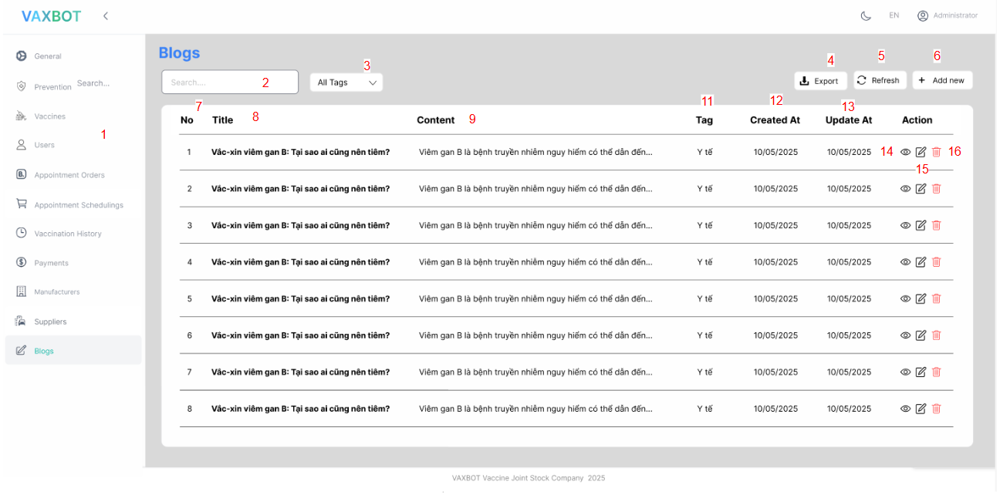 VAXBOT
EN Administrator
General
Prevention Search...
Vaccines
1
Users
Appointment Orders
Appointment Schedulings
Vaccination History
Payments
Manufacturers
Suppliers
Blogs
Blogs
3 4 5 6
Search.... 2 All Tags Export Refresh Add new
7 8 9 11 12 13
No Title Content Tag Created At Update At Action
1 Vắc-xin viêm gan B: Tại sao ai cũng nên tiêm? Viêm gan B là bệnh truyền nhiễm nguy hiểm có thể dẫn đến... Y tế 10/05/2025 10/05/2025 14 16
15
2 Vắc-xin viêm gan B: Tại sao ai cũng nên tiêm? Viêm gan B là bệnh truyền nhiễm nguy hiểm có thể dẫn đến... Y tế 10/05/2025 10/05/2025
3 Vắc-xin viêm gan B: Tại sao ai cũng nên tiêm? Viêm gan B là bệnh truyền nhiễm nguy hiểm có thể dẫn đến... Y tế 10/05/2025 10/05/2025
4 Vắc-xin viêm gan B: Tại sao ai cũng nên tiêm? Viêm gan B là bệnh truyền nhiễm nguy hiểm có thể dẫn đến... Y tế 10/05/2025 10/05/2025
5 Vắc-xin viêm gan B: Tại sao ai cũng nên tiêm? Viêm gan B là bệnh truyền nhiễm nguy hiểm có thể dẫn đến... Y tế 10/05/2025 10/05/2025
6 Vắc-xin viêm gan B: Tại sao ai cũng nên tiêm? Viêm gan B là bệnh truyền nhiễm nguy hiểm có thể dẫn đến... Y tế 10/05/2025 10/05/2025
7 Vắc-xin viêm gan B: Tại sao ai cũng nên tiêm? Viêm gan B là bệnh truyền nhiễm nguy hiểm có thể dẫn đến... Y tế 10/05/2025 10/05/2025
8 Vắc-xin viêm gan B: Tại sao ai cũng nên tiêm? Viêm gan B là bệnh truyền nhiễm nguy hiểm có thể dẫn đến... Y tế 10/05/2025 10/05/2025
VAXBOT Vaccine Joint Stock Company 2025